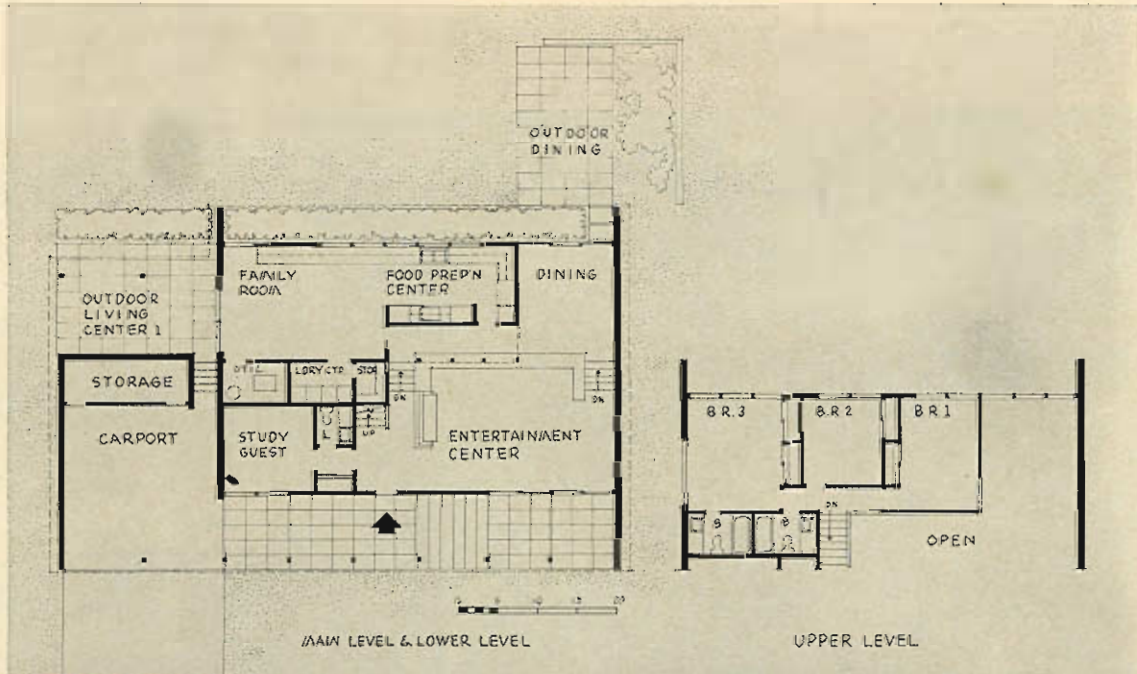 OUTDOOR
DINING
FAMILY
ROOM
FOOD PREP'N
CENTER
DINING
OUTDOOR
LIVING
CENTER 1
UTIL
LDRY CTR
STOR
STORAGE
DN
DN
UP
CARPORT
STUDY
GUEST
ENTERTAINMENT
CENTER
MAIN LEVEL & LOWER LEVEL
B.R.3
B.R.2
B.R.1
DN
B
B
OPEN
UPPER LEVEL